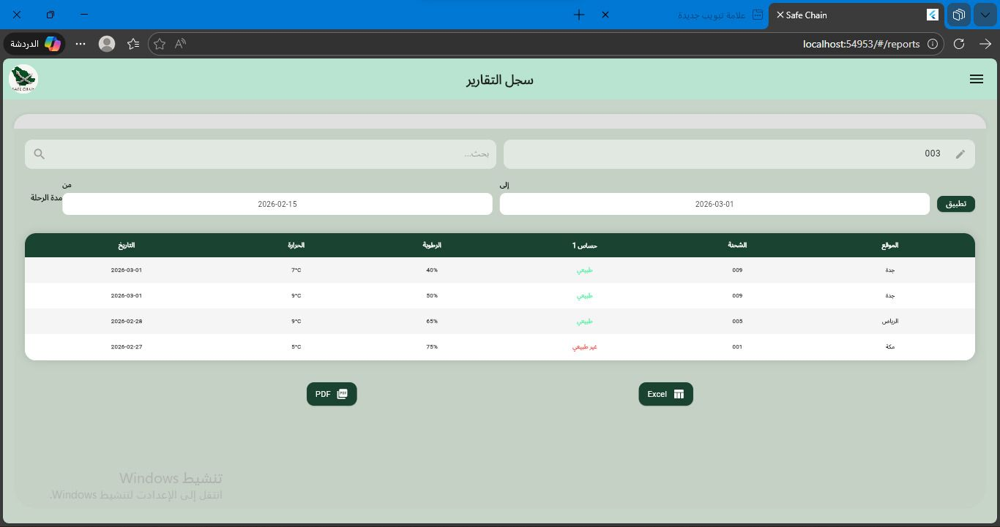 Safe Chain
علامة تبويب جديدة
localhost:54953/#/reports
الدردشة
سجل التقارير
SAFE CHAIN
003
بحث...
من
إلى
مدة الرحلة
2026-02-15
2026-03-01
تطبيق
التاريخ الحرارة الرطوبة حساس 1 الشحنة الموقع
2026-03-01 7°C 40% طبيعي 009 جدة
2026-03-01 9°C 50% طبيعي 009 جدة
2026-02-28 9°C 65% طبيعي 005 الرياض
2026-02-27 5°C 75% غير طبيعي 001 مكة
PDF
Excel
تنشيط Windows
انتقل إلى الإعدادت لتنشيط Windows.